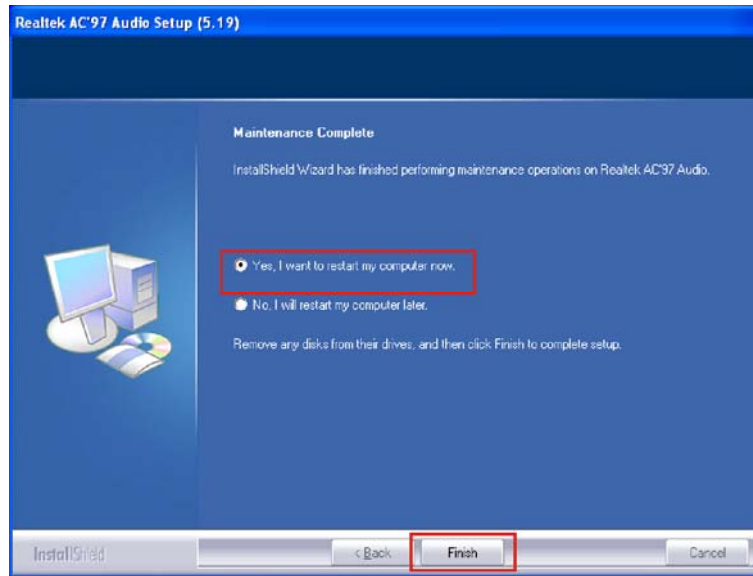 Realtek AC'97 Audio Setup (5.19)
Maintenance Complete
InstallShield Wizard has finished performing maintenance operations on Realtek AC'97 Audio.
Yes, I want to restart my computer now.
No, I will restart my computer later.
Remove any disks from their drives, and then click Finish to complete setup.
InstallShield
< Back
Finish
Cancel